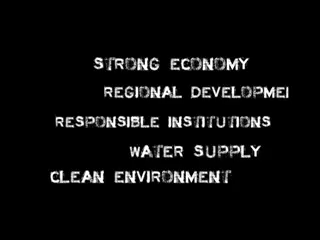 STRONG ECONOMY
REGIONAL DEVELOPME
RESPONSIBLE INSTITUTIONS
WATER SUPPLY
CLEAN ENVIRONMENT